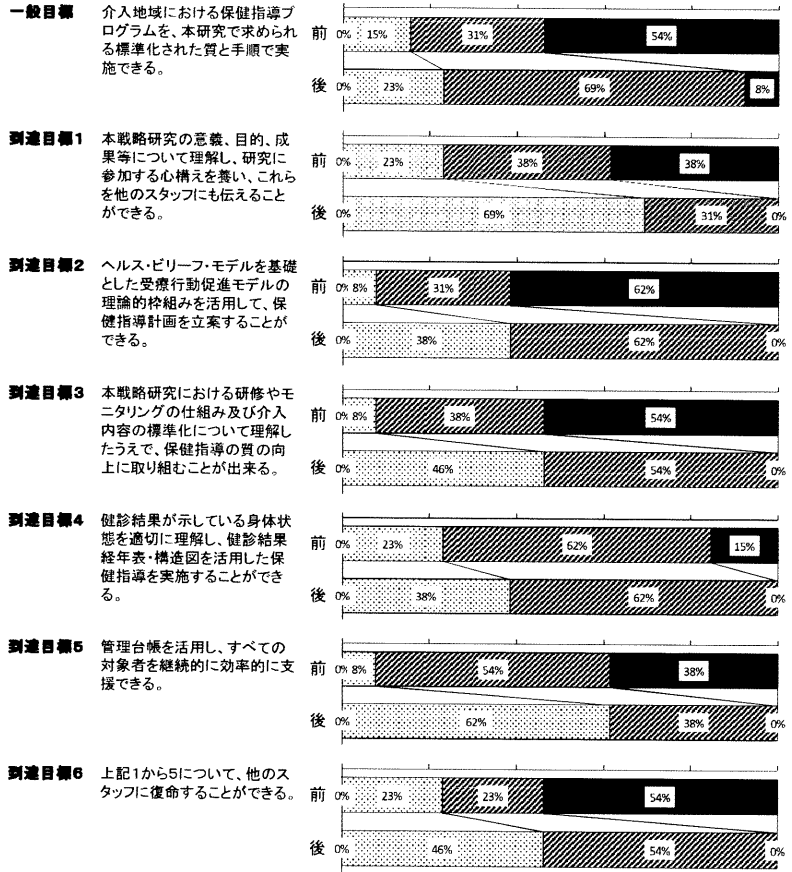 一般目標
介入地域における保健指導プ
ログラムを、本研究で求められ
る標準化された質と手順で実
施できる。
前 0% 15% 31% 54%
後 0% 23% 69% 8%
到達目標1
本戦略研究の意義、目的、成
果等について理解し、研究に
参加する心構えを養い、これら
を他のスタッフにも伝えること
ができる。
前 0% 23% 38% 38%
後 0% 69% 31% 0%
到達目標2
ヘルス・ビリーフ・モデルを基礎
とした受療行動促進モデルの
理論的枠組みを活用して、保
健指導計画を立案することが
できる。
前 0% 8% 31% 62%
後 0% 38% 62% 0%
到達目標3
本戦略研究における研修やモ
ニタリングの仕組み及び介入
内容の標準化について理解し
たうえで、保健指導の質の向
上に取り組むことが出来る。
前 0% 8% 38% 54%
後 0% 46% 54% 0%
到達目標4
健診結果が示している身体状
態を適切に理解し、健診結果
経年表・構造図を活用した保
健指導を実施することができ
る。
前 0% 23% 62% 15%
後 0% 38% 62% 0%
到達目標5
管理台帳を活用し、すべての
対象者を継続的に効率的に支
援できる。
前 0% 8% 54% 38%
後 0% 62% 38% 0%
到達目標6
上記1から5について、他のス
タッフに復命することができる。
前 0% 23% 23% 54%
後 0% 46% 54% 0%